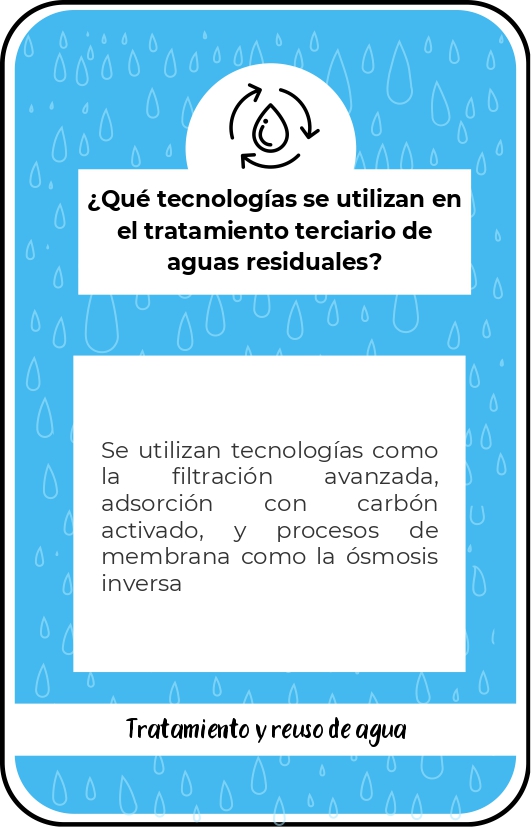 ¿Qué tecnologías se utilizan en
el tratamiento terciario de
aguas residuales?
Se utilizan tecnologías como
la filtración avanzada,
adsorción con carbón
activado, y procesos de
membrana como la ósmosis
inversa
Tratamiento y reuso de agua